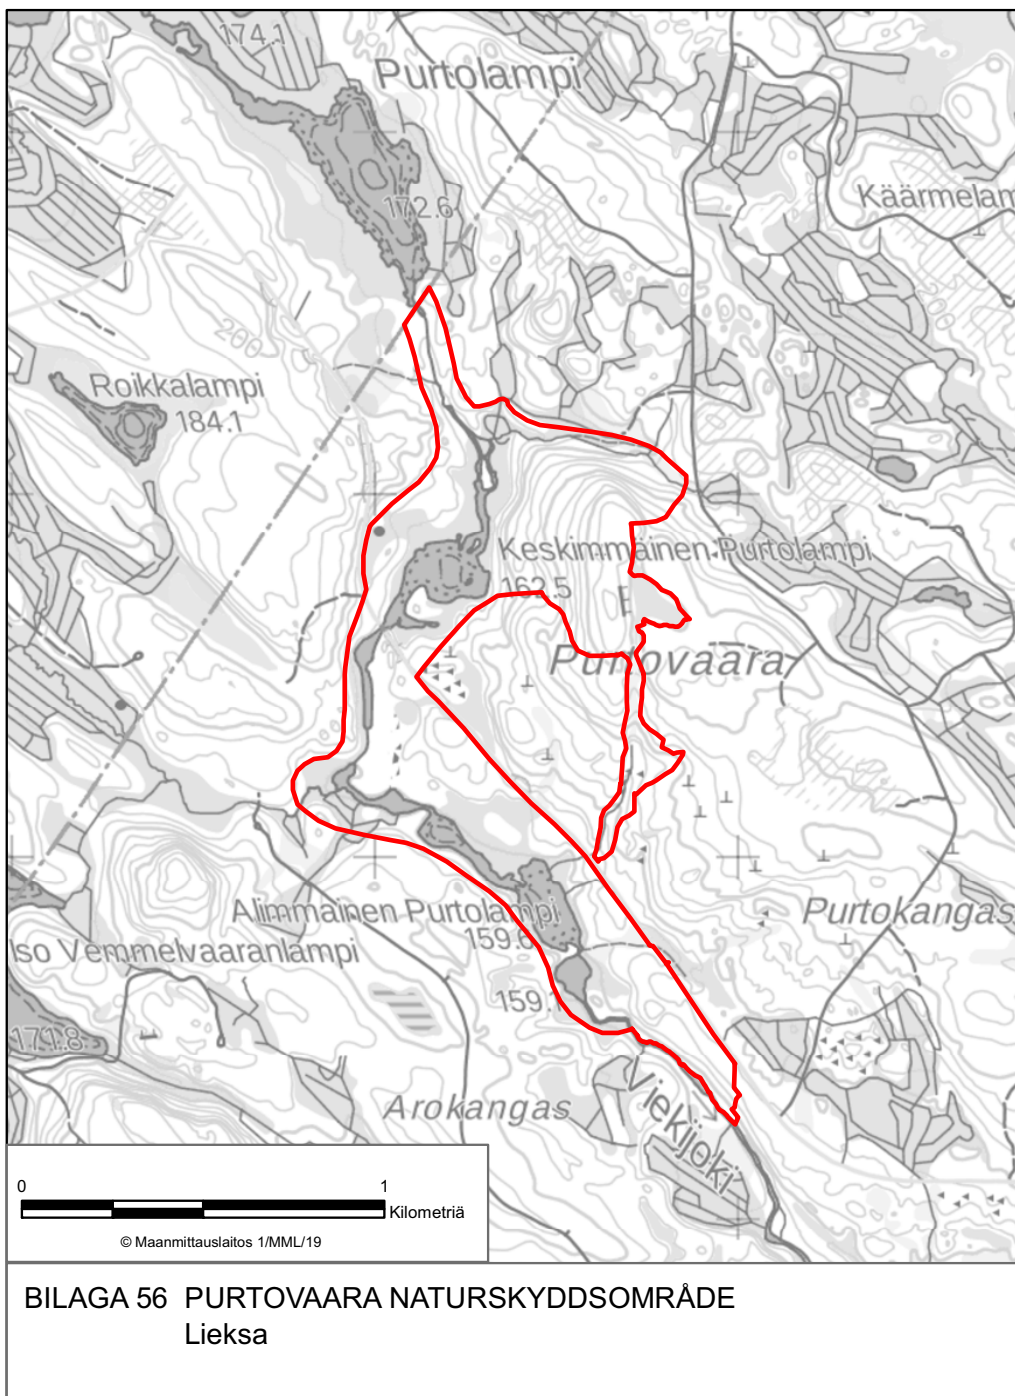 174.1
Purtolampi
172.6
Käärmelam
200
200
Roikkalampi
184.1
Keskimmäinen-Purtolampi
162.5
Purtovaara
Alimmainen Purtolampi
159.6
Purtokangas
Iso Vemmelvaaranlampi
159.1
171.8
Viekijoki
Arokangas
0 1
Kilometriä
© Maanmittauslaitos 1/MML/19
BILAGA 56 PURTOVAARA NATURSKYDDSOMRÅDE
Lieksa